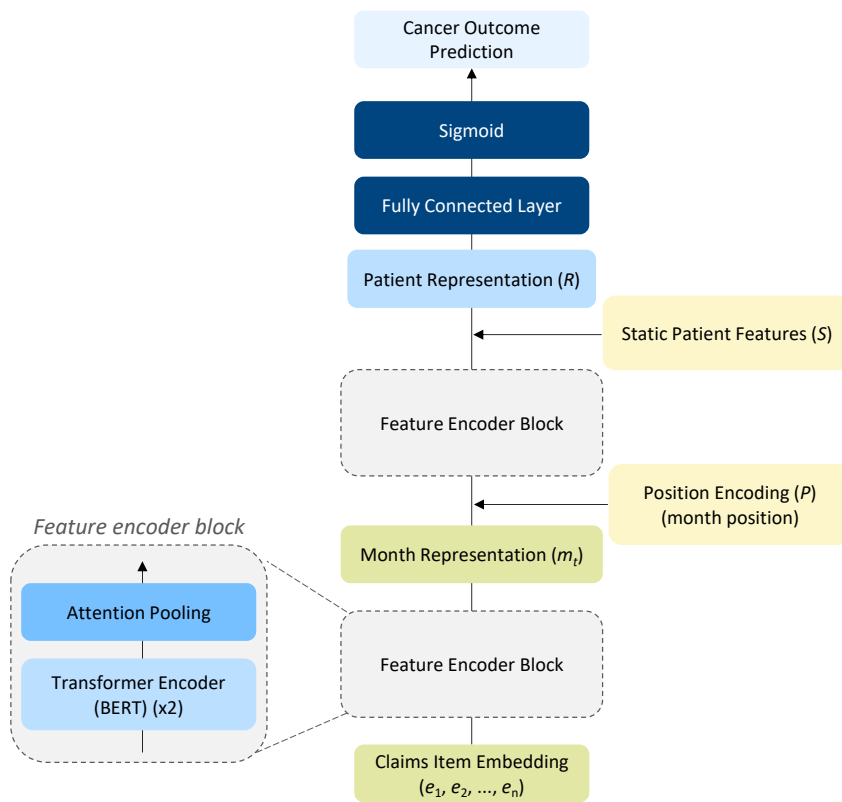 Cancer Outcome
Prediction
Sigmoid
Fully Connected Layer
Patient Representation (R)
Static Patient Features (S)
Feature Encoder Block
Position Encoding (P)
(month position)
Feature encoder block
Month Representation (mₜ)
Attention Pooling
Feature Encoder Block
Transformer Encoder
(BERT) (x2)
Claims Item Embedding
(e₁, e₂, ..., eₙ)